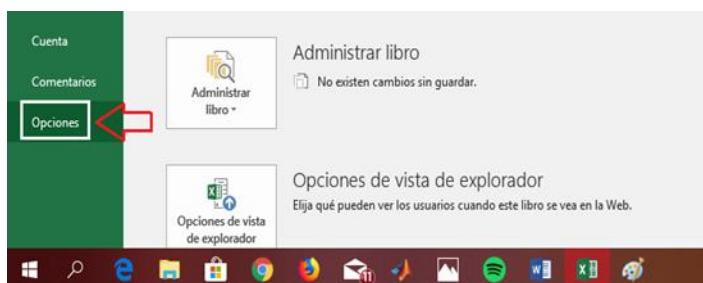 Cuenta
Comentarios
Opciones
Administrar
libro
Administrar libro
No existen cambios sin guardar.
Opciones de vista
de explorador
Opciones de vista de explorador
Elija qué pueden ver los usuarios cuando este libro se vea en la Web.
11